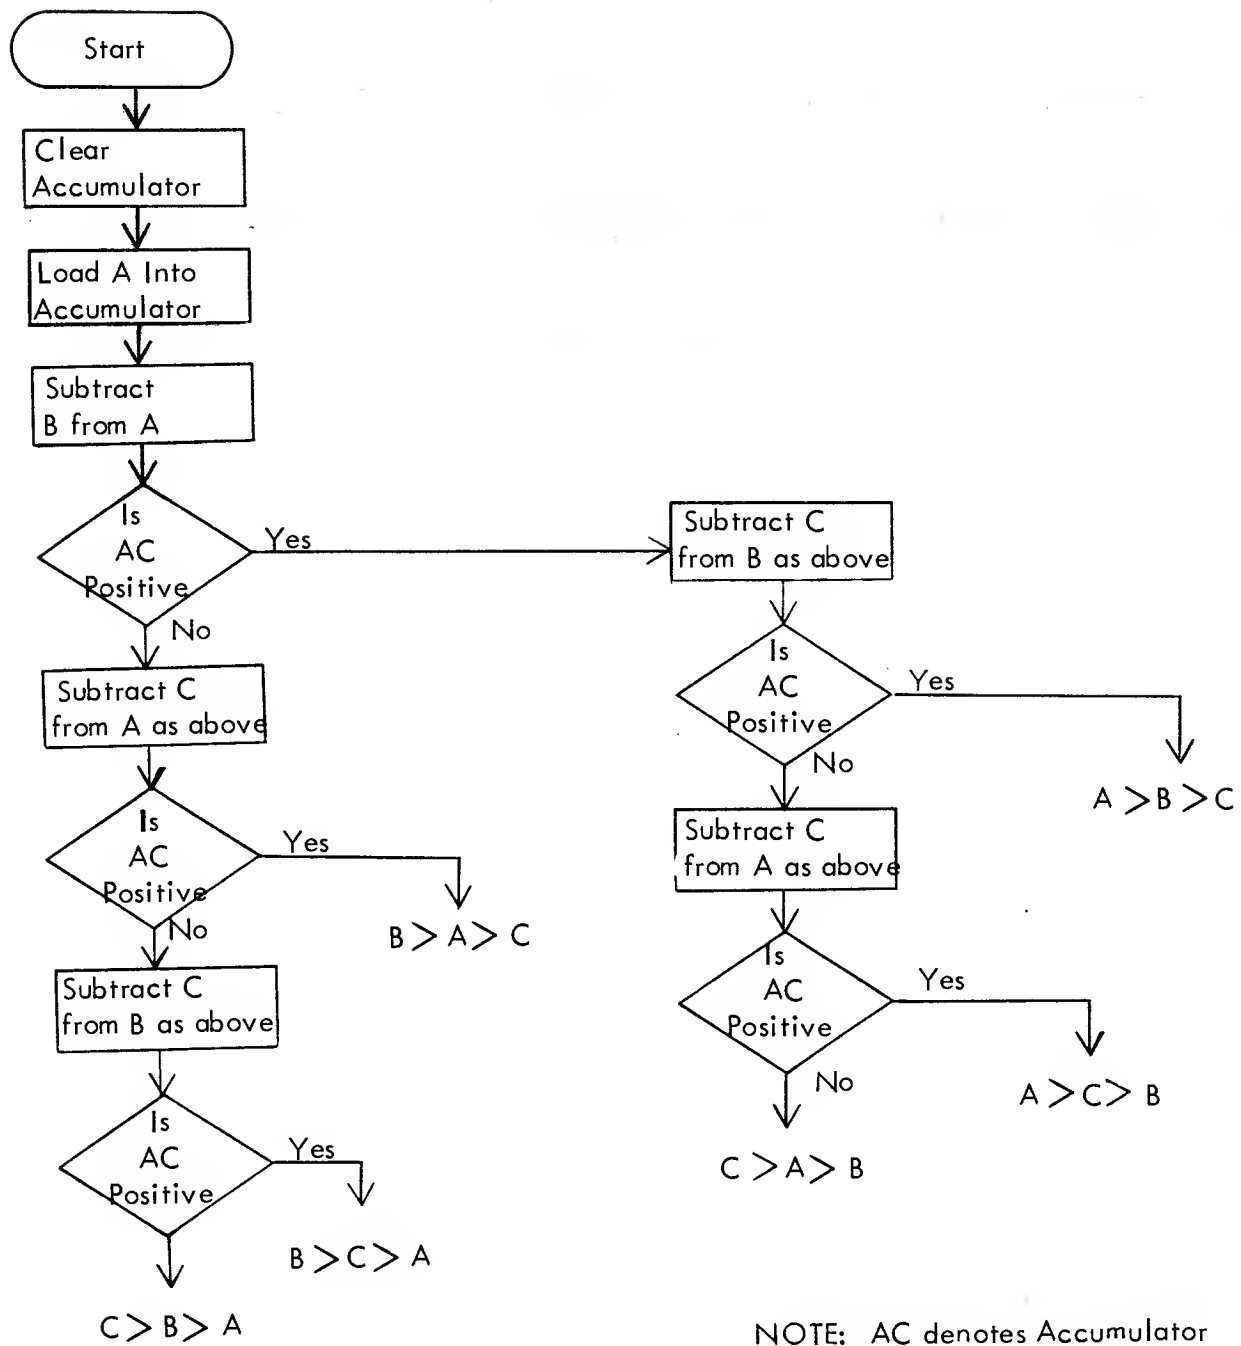 Start
Clear
Accumulator
Load A Into
Accumulator
Subtract
B from A
Is
AC
Positive
Yes
No
Subtract C
from B as above
Is
AC
Positive
Yes
No
A > B > C
Subtract C
from A as above
Is
AC
Positive
Yes
No
A > C > B
C > A > B
Subtract C
from A as above
Is
AC
Positive
Yes
No
B > A > C
Subtract C
from B as above
Is
AC
Positive
Yes
B > C > A
C > B > A
NOTE: AC denotes Accumulator